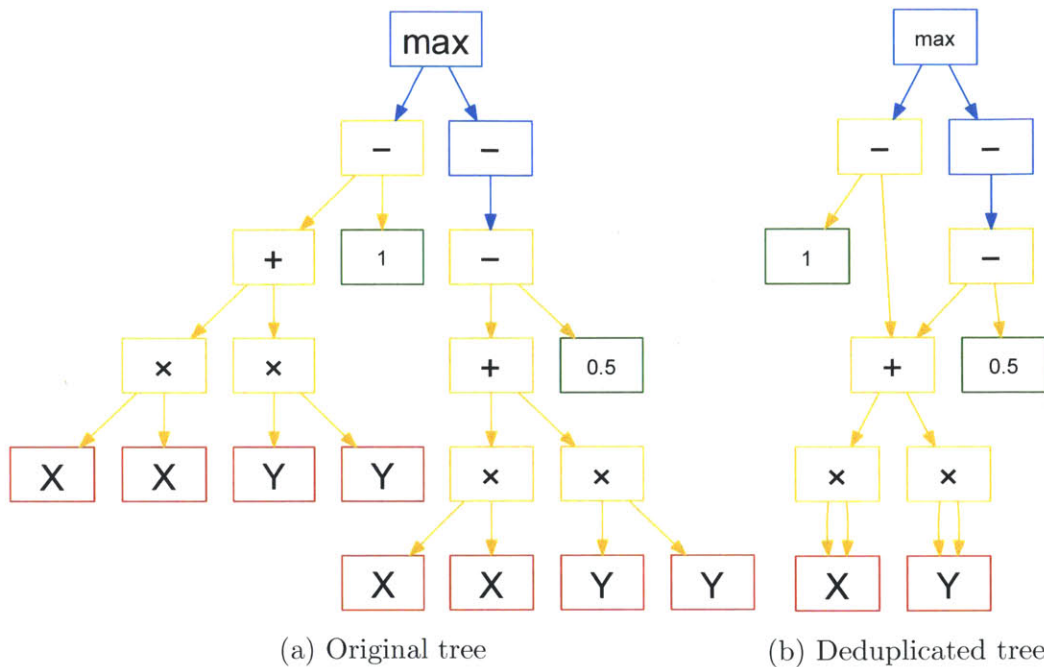 max max
− − − −
+ 1 − 1 −
× × + 0.5 + 0.5
X X Y Y × × × ×
X X Y Y X Y
(a) Original tree (b) Deduplicated tree